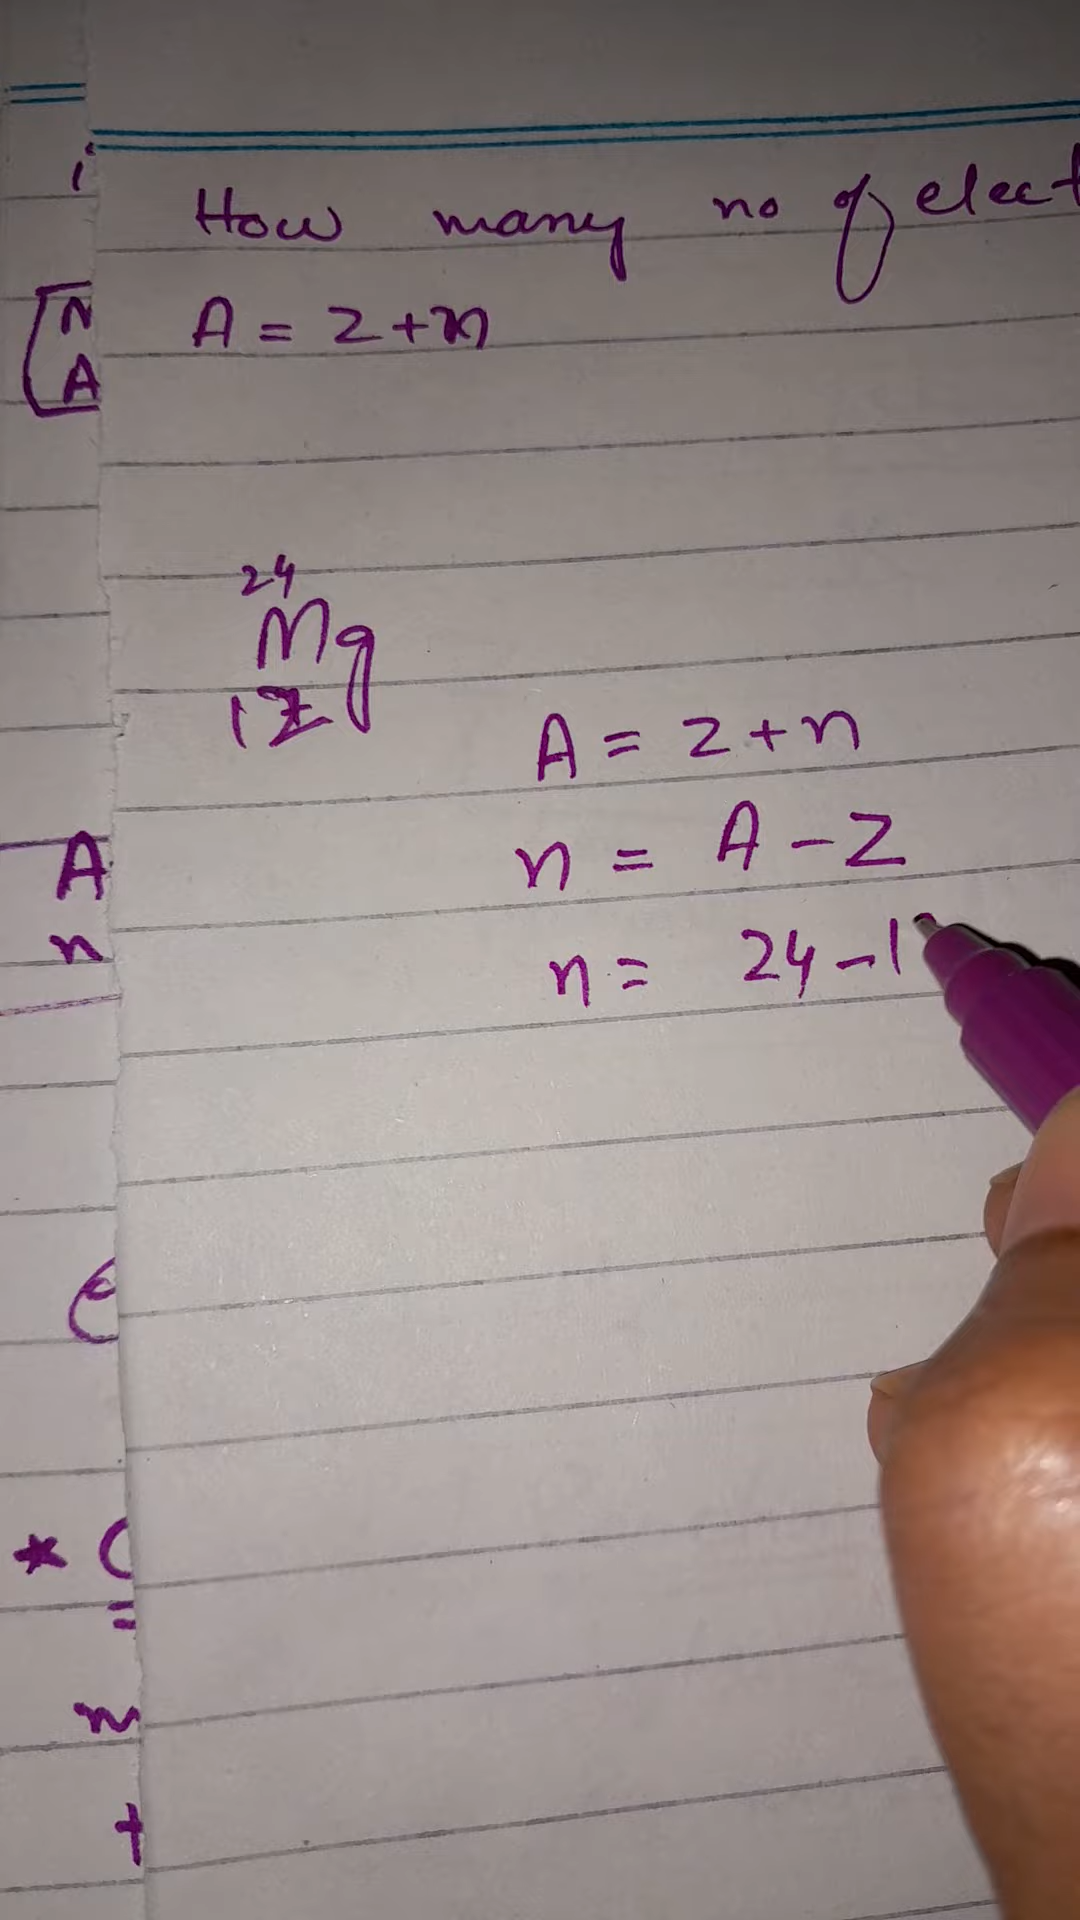 How many no of elect
A = Z + n
24
Mg
12
A = Z + n
n = A - Z
n = 24 - 1
N
A
A
n